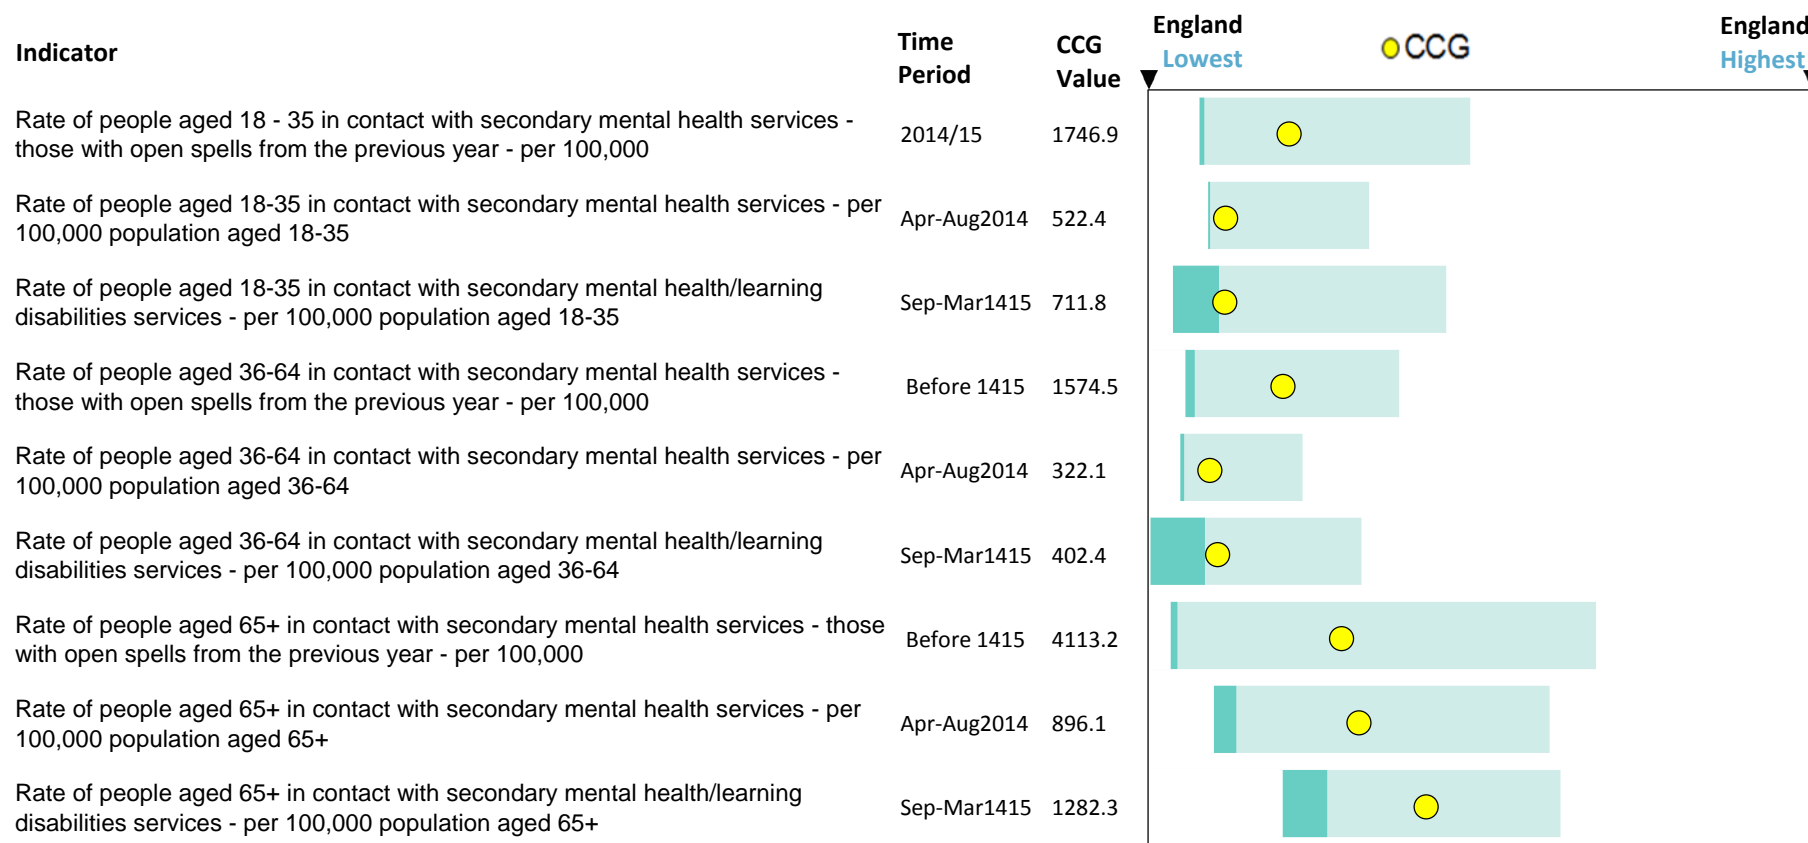 Indicator
Time Period
CCG Value
England Lowest
CCG
England Highest
Rate of people aged 18 - 35 in contact with secondary mental health services -
those with open spells from the previous year - per 100,000
2014/15 1746.9
Rate of people aged 18-35 in contact with secondary mental health services - per
100,000 population aged 18-35
Apr-Aug2014 522.4
Rate of people aged 18-35 in contact with secondary mental health/learning
disabilities services - per 100,000 population aged 18-35
Sep-Mar1415 711.8
Rate of people aged 36-64 in contact with secondary mental health services -
those with open spells from the previous year - per 100,000
Before 1415 1574.5
Rate of people aged 36-64 in contact with secondary mental health services - per
100,000 population aged 36-64
Apr-Aug2014 322.1
Rate of people aged 36-64 in contact with secondary mental health/learning
disabilities services - per 100,000 population aged 36-64
Sep-Mar1415 402.4
Rate of people aged 65+ in contact with secondary mental health services - those
with open spells from the previous year - per 100,000
Before 1415 4113.2
Rate of people aged 65+ in contact with secondary mental health services - per
100,000 population aged 65+
Apr-Aug2014 896.1
Rate of people aged 65+ in contact with secondary mental health/learning
disabilities services - per 100,000 population aged 65+
Sep-Mar1415 1282.3